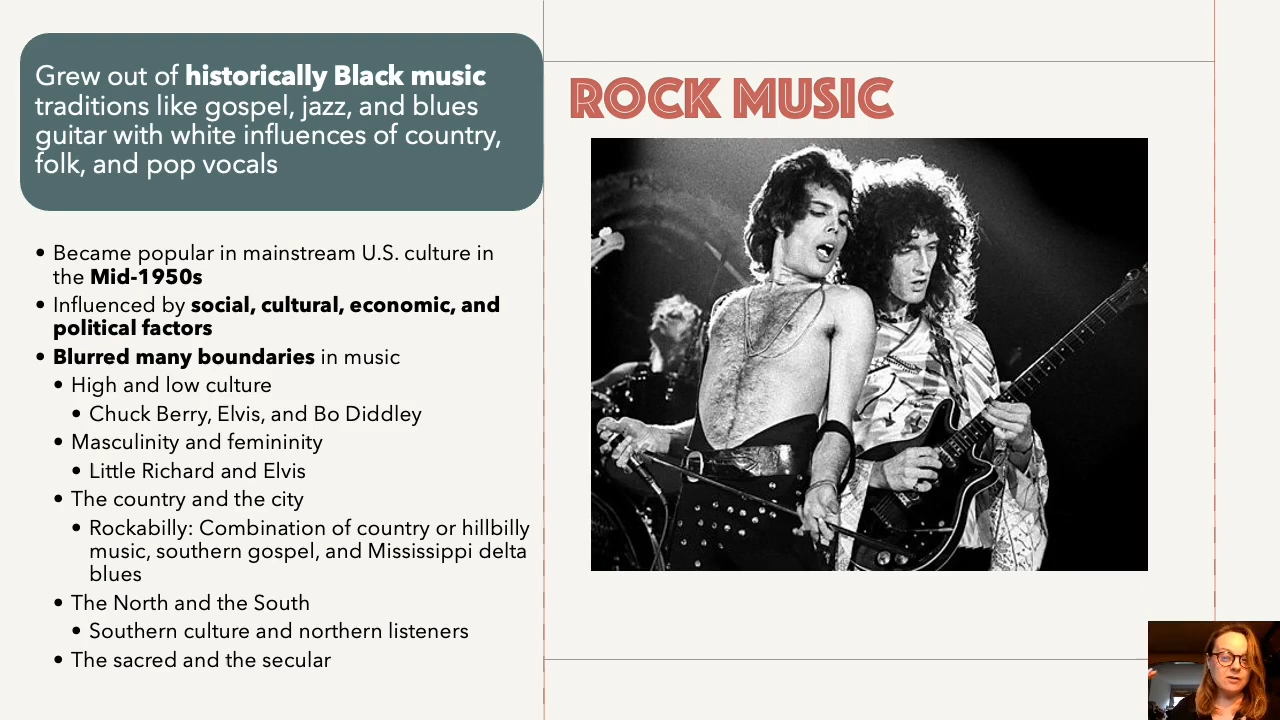 Grew out of historically Black music
traditions like gospel, jazz, and blues
guitar with white influences of country,
folk, and pop vocals
ROCK MUSIC
• Became popular in mainstream U.S. culture in
the Mid-1950s
• Influenced by social, cultural, economic, and
political factors
• Blurred many boundaries in music
• High and low culture
• Chuck Berry, Elvis, and Bo Diddley
• Masculinity and femininity
• Little Richard and Elvis
• The country and the city
• Rockabilly: Combination of country or hillbilly
music, southern gospel, and Mississippi delta
blues
• The North and the South
• Southern culture and northern listeners
• The sacred and the secular